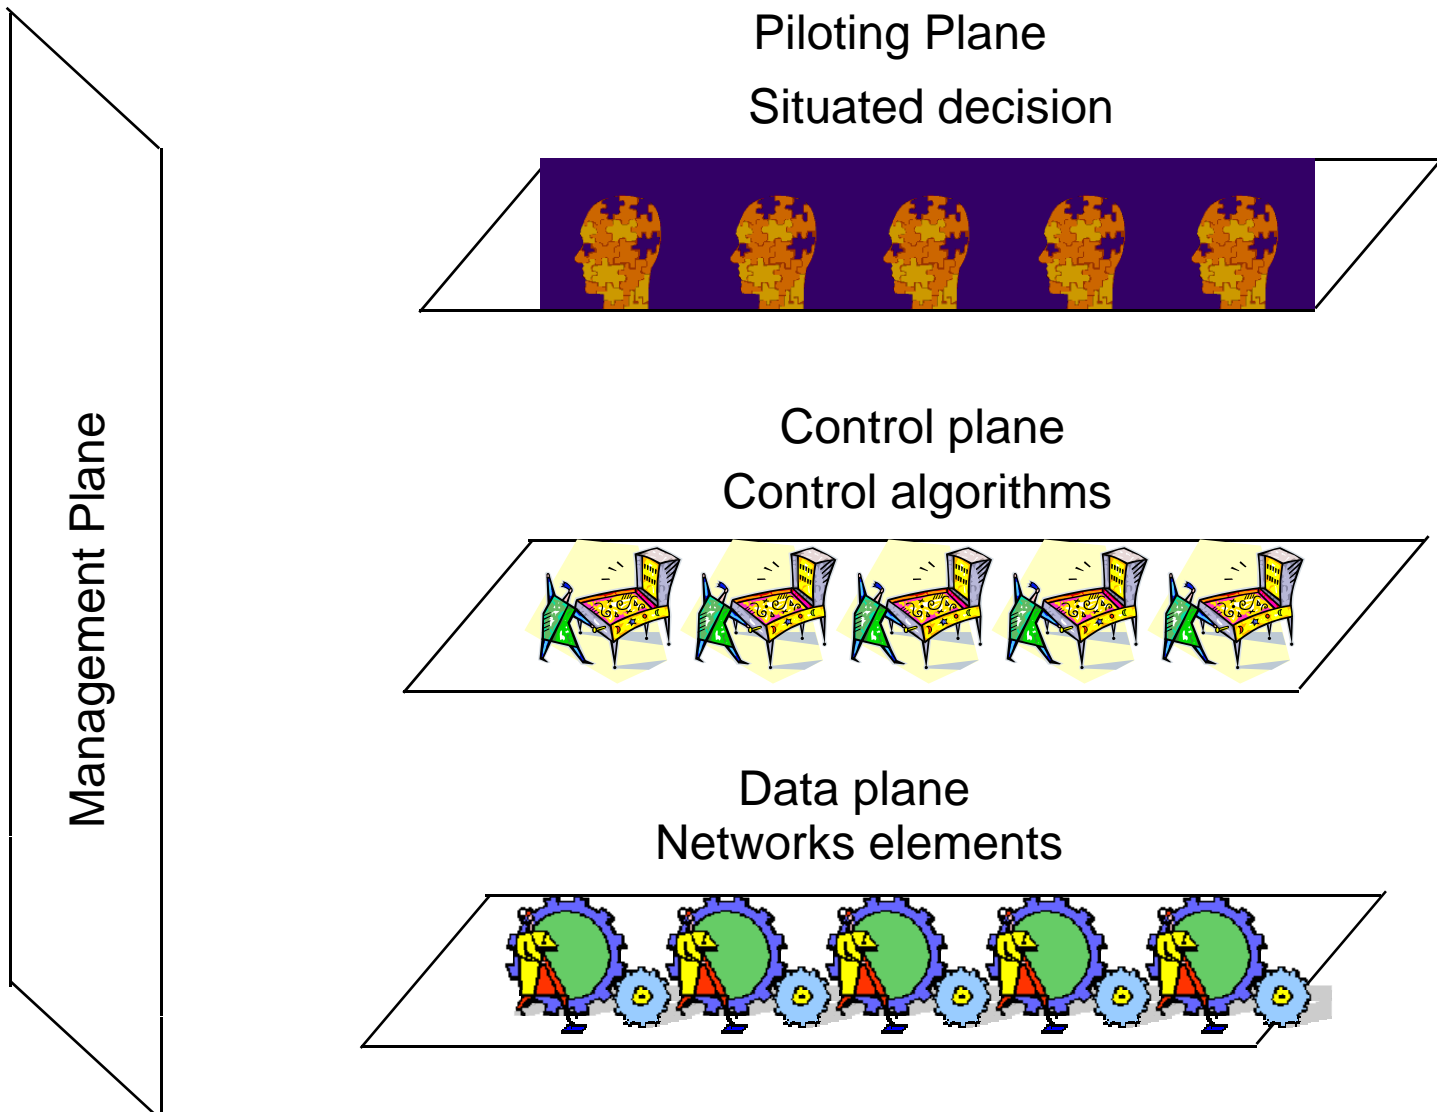 Piloting Plane
Situated decision
Management Plane
Control plane
Control algorithms
Data plane
Networks elements